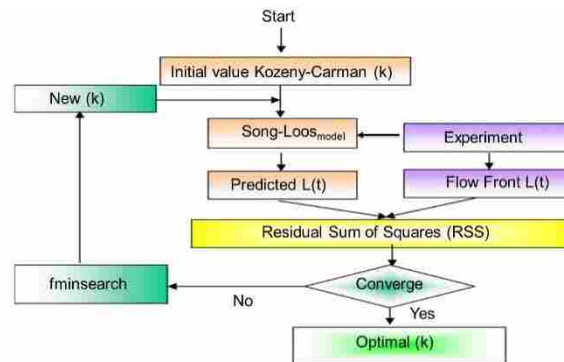 Start
Initial value Kozeny-Carman (k)
New (k)
Song-Loosmodel
Experiment
Predicted L(t)
Flow Front L(t)
Residual Sum of Squares (RSS)
fminsearch
Converge
No
Yes
Optimal (k)